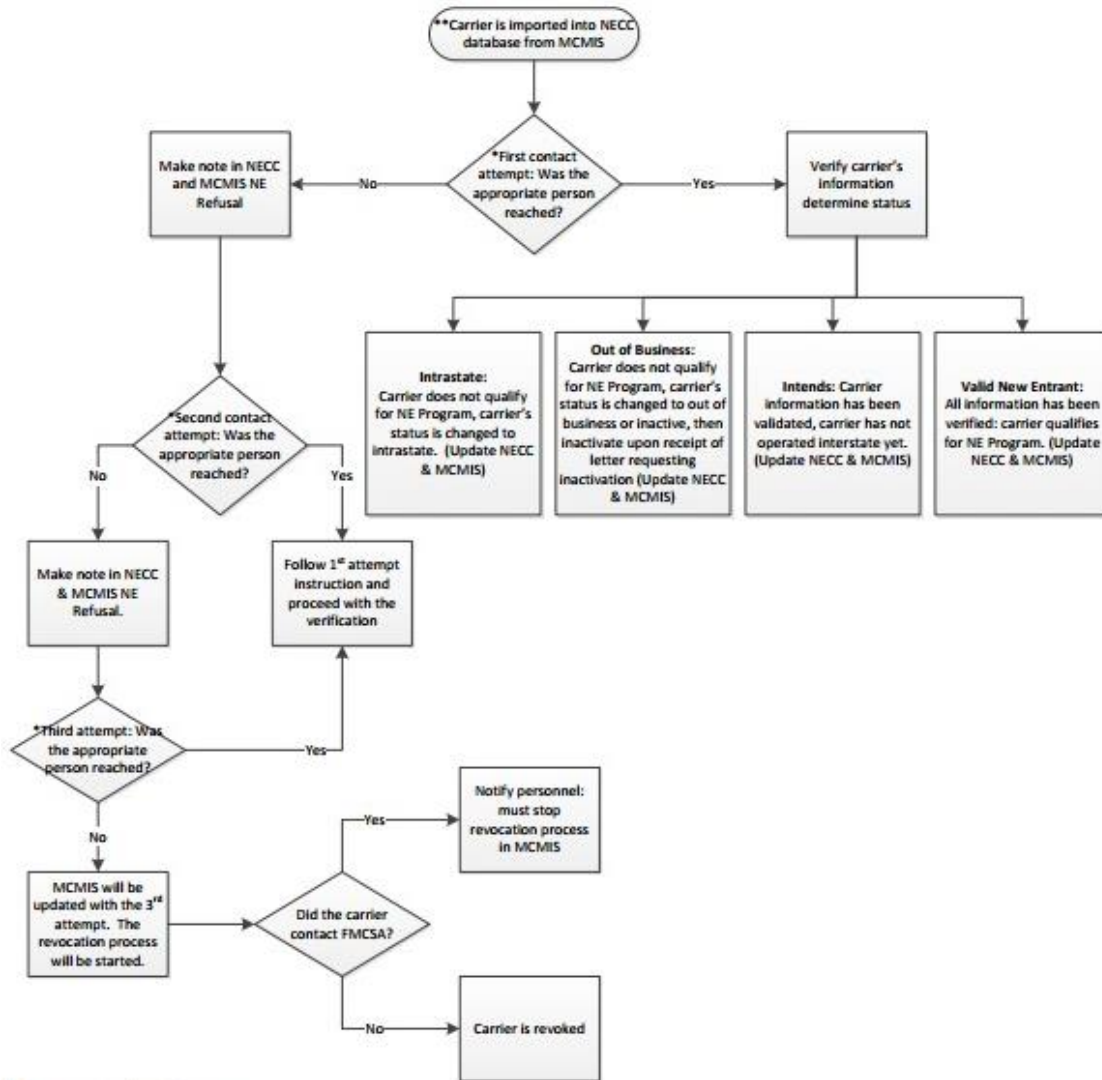 **Carrier is imported into NECC
database from MCMIS
Make note in NECC
and MCMIS NE
Refusal
No
*First contact
attempt: Was the
appropriate person
reached?
Yes
Verify carrier's
information
determine status
Intrastate:
Carrier does not qualify
for NE Program, carrier's
status is changed to
intrastate. (Update NECC
& MCMIS)
Out of Business:
Carrier does not qualify
for NE Program, carrier's
status is changed to out of
business or inactive, then
inactivate upon receipt of
letter requesting
inactivation (Update NECC
& MCMIS)
Intends: Carrier
information has been
validated, carrier has not
operated interstate yet.
(Update NECC & MCMIS)
Valid New Entrant:
All information has been
verified: carrier qualifies
for NE Program. (Update
NECC & MCMIS)
*Second contact
attempt: Was the
appropriate person
reached?
No
Yes
Make note in NECC
& MCMIS NE
Refusal.
Follow 1st attempt
instruction and
proceed with the
verification
*Third attempt: Was
the appropriate
person reached?
Yes
No
MCMIS will be
updated with the 3rd
attempt. The
revocation process
will be started.
Did the carrier
contact FMCSA?
Yes
Notify personnel:
must stop
revocation process
in MCMIS
No
Carrier is revoked